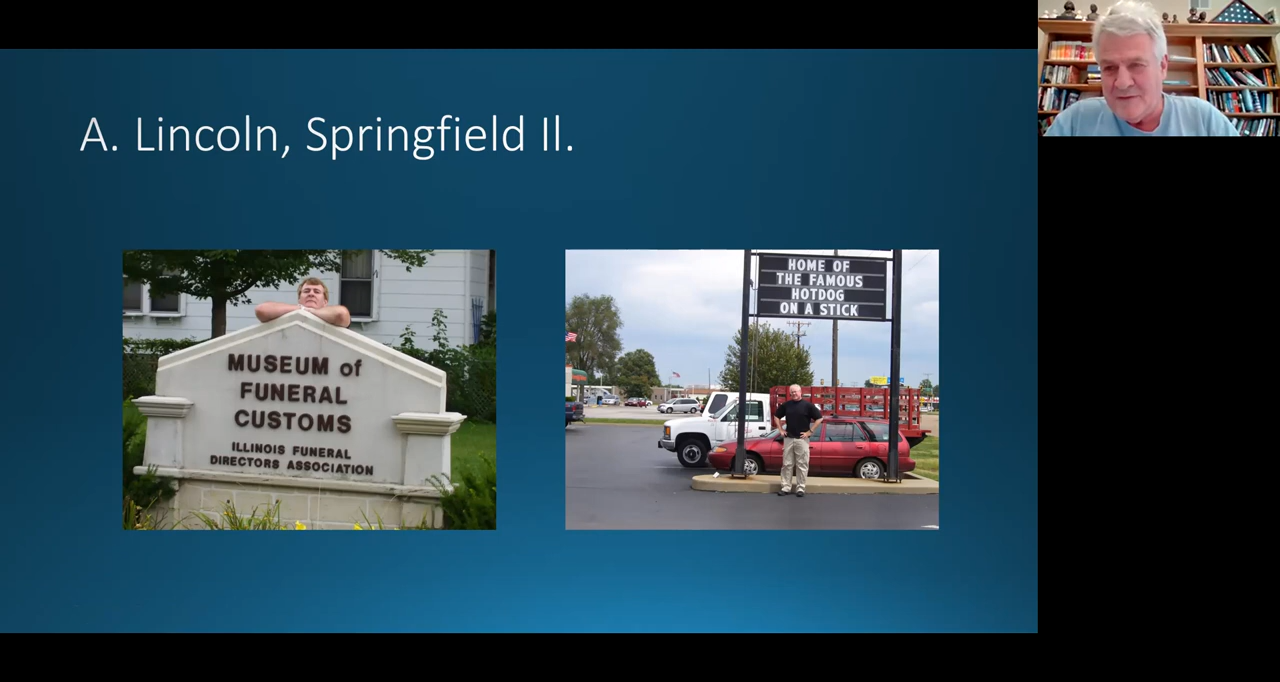 A. Lincoln, Springfield Il.
MUSEUM of
FUNERAL
CUSTOMS
ILLINOIS FUNERAL
DIRECTORS ASSOCIATION
HOME OF
THE FAMOUS
HOTDOG
ON A STICK